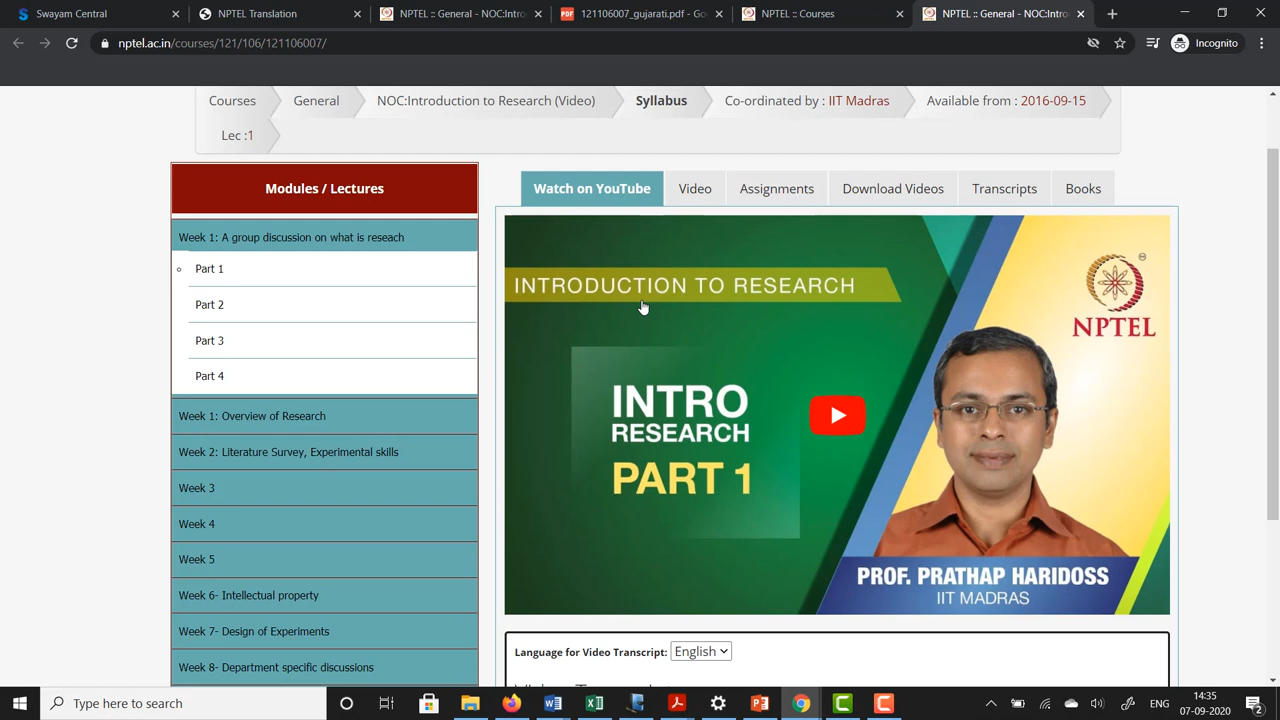 Swayam Central
NPTEL Translation
NPTEL :: General - NOC:Introduc
121106007_gujarati.pdf - Go
NPTEL :: Courses
NPTEL :: General - NOC:Intro
nptel.ac.in/courses/121/106/121106007/
Incognito
Courses
General
NOC:Introduction to Research (Video)
Syllabus
Co-ordinated by : IIT Madras
Available from : 2016-09-15
Lec :1
Modules / Lectures
Week 1: A group discussion on what is reseach
Part 1
Part 2
Part 3
Part 4
Week 1: Overview of Research
Week 2: Literature Survey, Experimental skills
Week 3
Week 4
Week 5
Week 6- Intellectual property
Week 7- Design of Experiments
Week 8- Department specific discussions
Watch on YouTube
Video
Assignments
Download Videos
Transcripts
Books
INTRODUCTION TO RESEARCH
NPTEL
INTRO
RESEARCH
PART 1
PROF. PRATHAP HARIDOSS
IIT MADRAS
Language for Video Transcript: English
Type here to search
ENG
14:35
07-09-2020
2